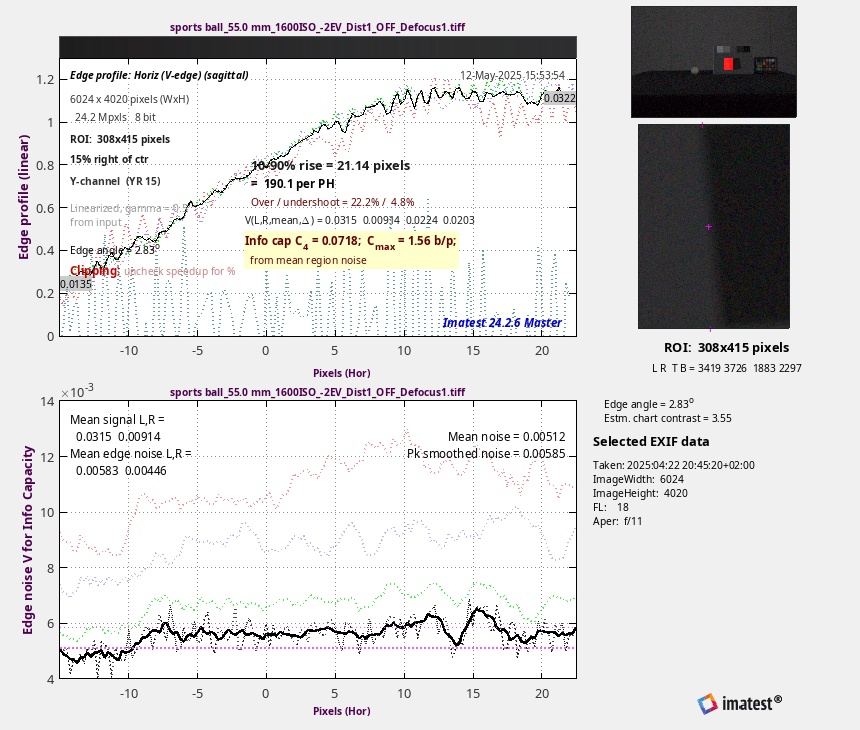 sports ball_55.0 mm_1600ISO_-2EV_Dist1_OFF_Defocus1.tiff
Edge profile: Horiz (V-edge) (sagittal)
12-May-2025 15:53:54
6024 x 4020 pixels (WxH)
24.2 Mpxls 8 bit
ROI: 308x415 pixels
15% right of ctr
Y-channel (YR 15)
Linearized, gamma = 0.5
from input
Edge angle = 2.83⁰
Clipping: uncheck speedup for %
0.0135
0.0322
10-90% rise = 21.14 pixels
= 190.1 per PH
Over / undershoot = 22.2% / 4.8%
V(L,R,mean,Δ) = 0.0315 0.00914 0.0224 0.0203
Info cap C4 = 0.0718; Cmax = 1.56 b/p;
from mean region noise
Imatest 24.2.6 Master
Edge profile (linear)
1.2
1
0.8
0.6
0.4
0.2
0
-10 -5 0 5 10 15 20
Pixels (Hor)
×10-3
sports ball_55.0 mm_1600ISO_-2EV_Dist1_OFF_Defocus1.tiff
Mean signal L,R =
0.0315 0.00914
Mean edge noise L,R =
0.00583 0.00446
Mean noise = 0.00512
Pk smoothed noise = 0.00585
Edge noise V for Info Capacity
14
12
10
8
6
4
-10 -5 0 5 10 15 20
Pixels (Hor)
ROI: 308x415 pixels
L R T B = 3419 3726 1883 2297
Edge angle = 2.83⁰
Estm. chart contrast = 3.55
Selected EXIF data
Taken: 2025:04:22 20:45:20+02:00
ImageWidth: 6024
ImageHeight: 4020
FL: 18
Aper: f/11
imatest®